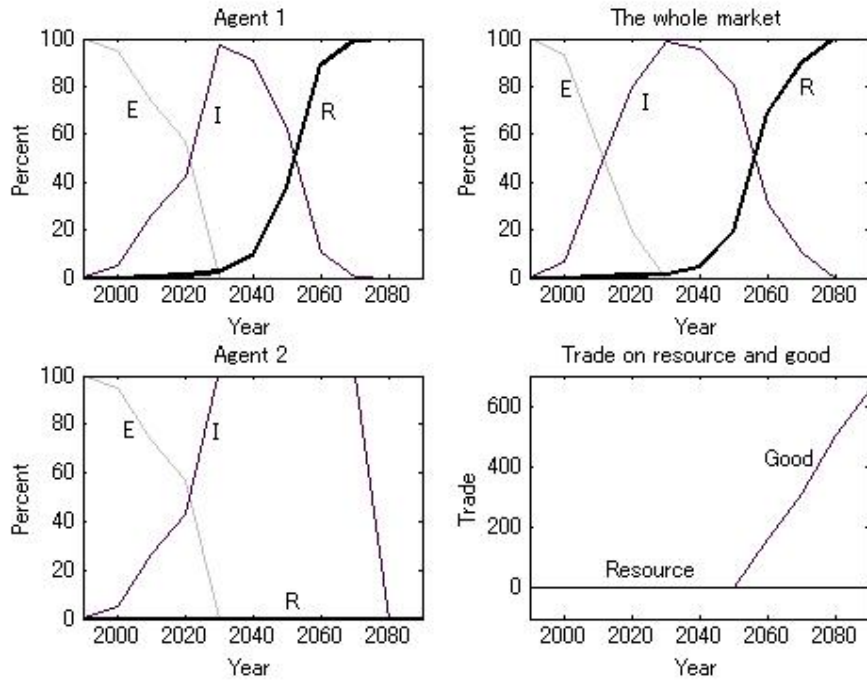 Agent 1
100
80
60
40
20
0
Percent
E
I
R
2000 2020 2040 2060 2080
Year
The whole market
100
80
60
40
20
0
Percent
E
I
R
2000 2020 2040 2060 2080
Year
Agent 2
100
80
60
40
20
0
Percent
E
I
R
2000 2020 2040 2060 2080
Year
Trade on resource and good
600
400
200
0
Trade
Good
Resource
2000 2020 2040 2060 2080
Year